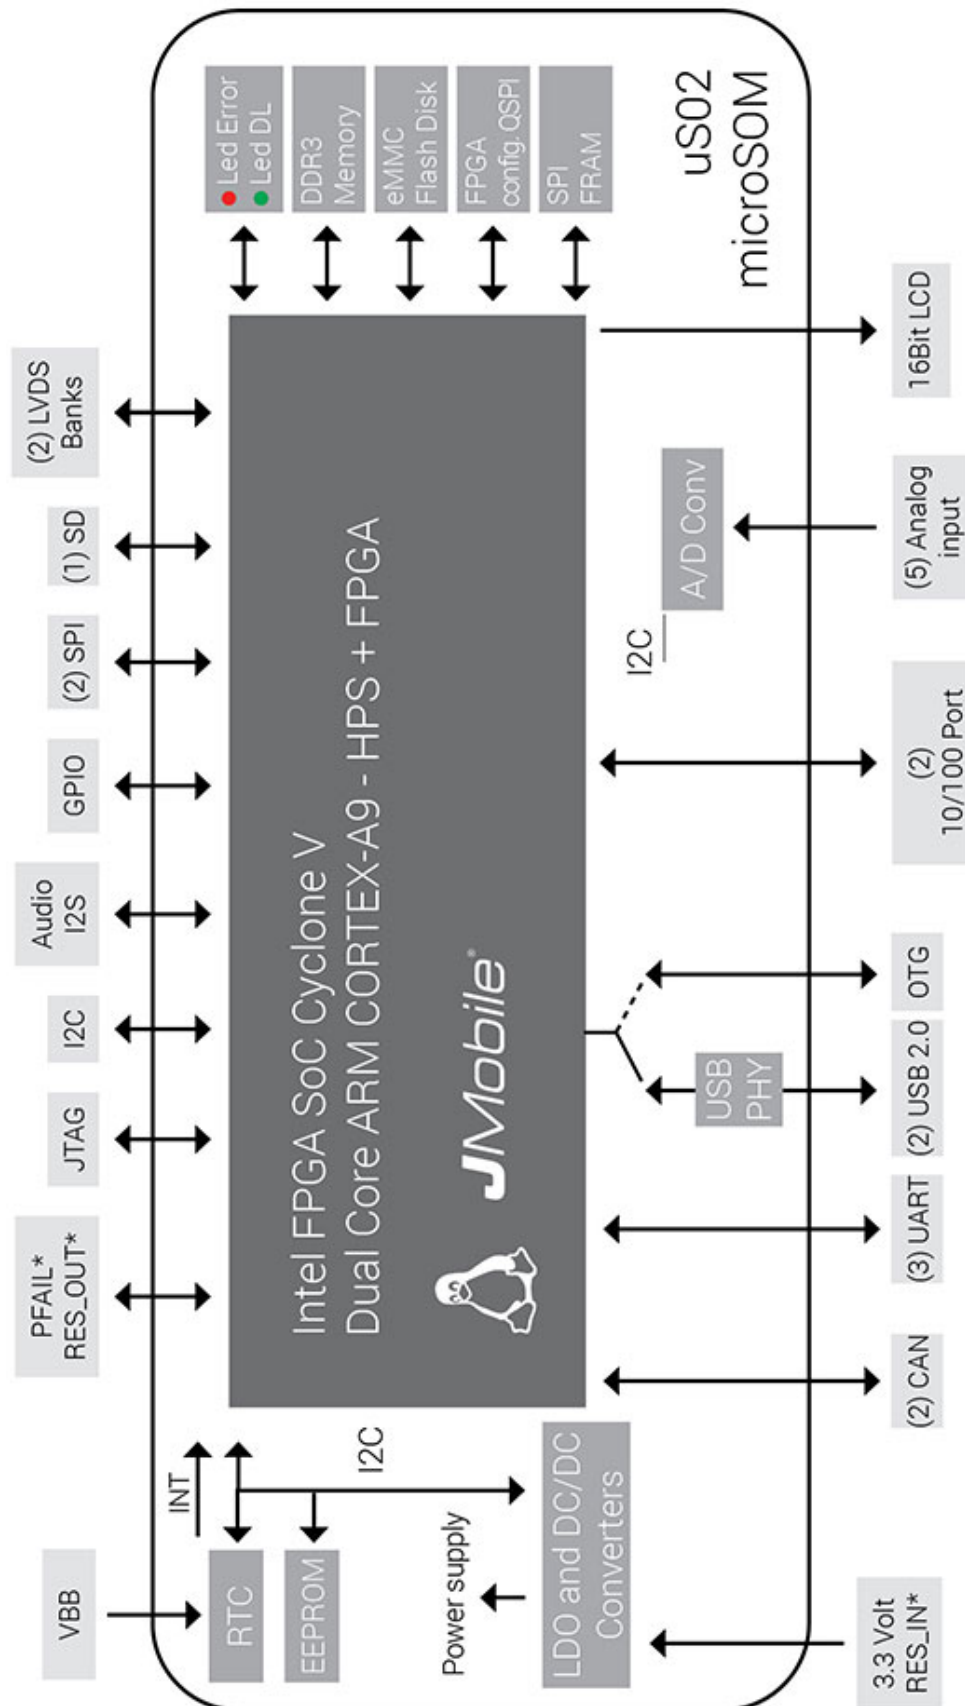 VBB
PFAIL*
RES_OUT*
JTAG
I2C
Audio
I2S
GPIO
(2) SPI
(1) SD
(2) LVDS
Banks
INT
RTC
EEPROM
I2C
Power supply
LDO and DC/DC
Converters
Intel FPGA SoC Cyclone V
Dual Core ARM CORTEX-A9 - HPS + FPGA
JMobile®
Led Error
Led DL
DDR3
Memory
eMMC
Flash Disk
FPGA
config. QSPI
SPI
FRAM
USB
PHY
I2C
A/D Conv
uS02
microSOM
3.3 Volt
RES_IN*
(2) CAN
(3) UART
(2) USB 2.0
OTG
(2)
10/100 Port
(5) Analog
input
16Bit LCD